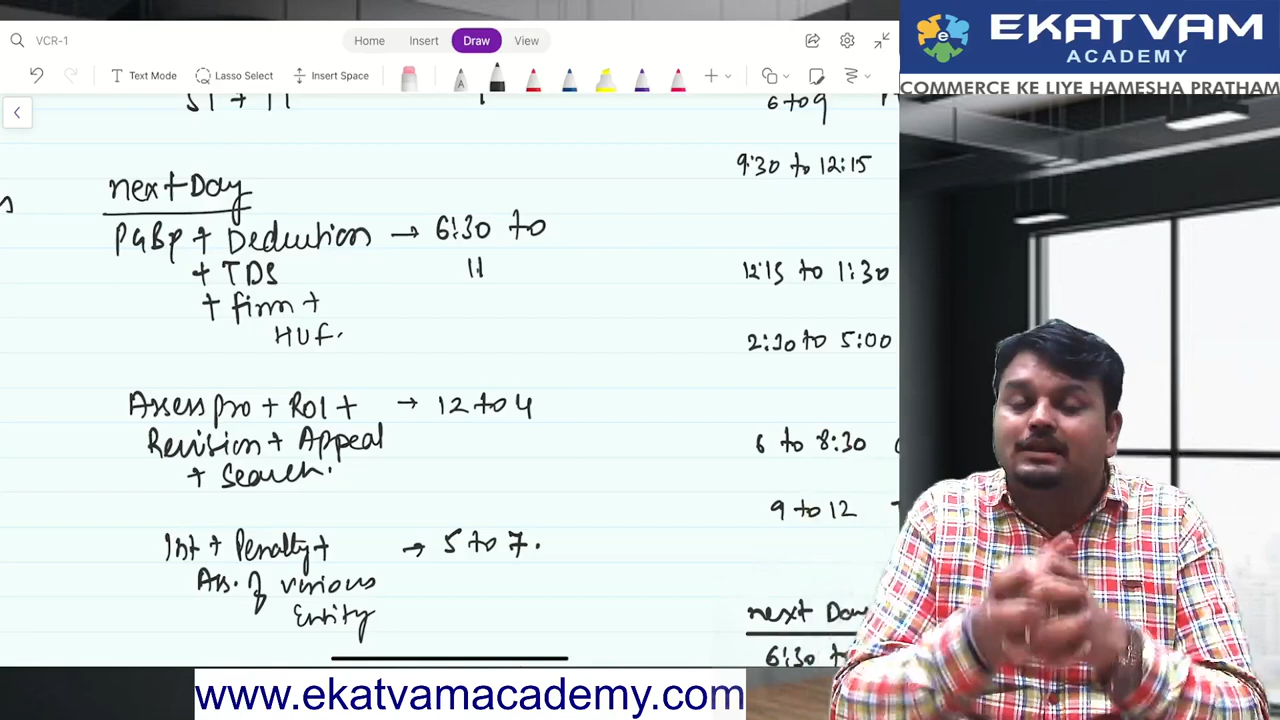 EKATVAM
ACADEMY
COMMERCE KE LIYE HAMESHA PRATHAM
VCR-1
Home Insert Draw View
Text Mode Lasso Select Insert Space
6 to 9
9:30 to 12:15
next Day
PGBP + Deduction → 6:30 to
+ TDS 11
+ firm +
HUF.
12:15 to 1:30
2:30 to 5:00
Assess pro + ROI + → 12 to 4
Revision + Appeal
+ Search.
6 to 8:30
9 to 12
Int + Penalty + → 5 to 7.
Ass. of various
Entity
next Day
6:30 to
www.ekatvamacademy.com